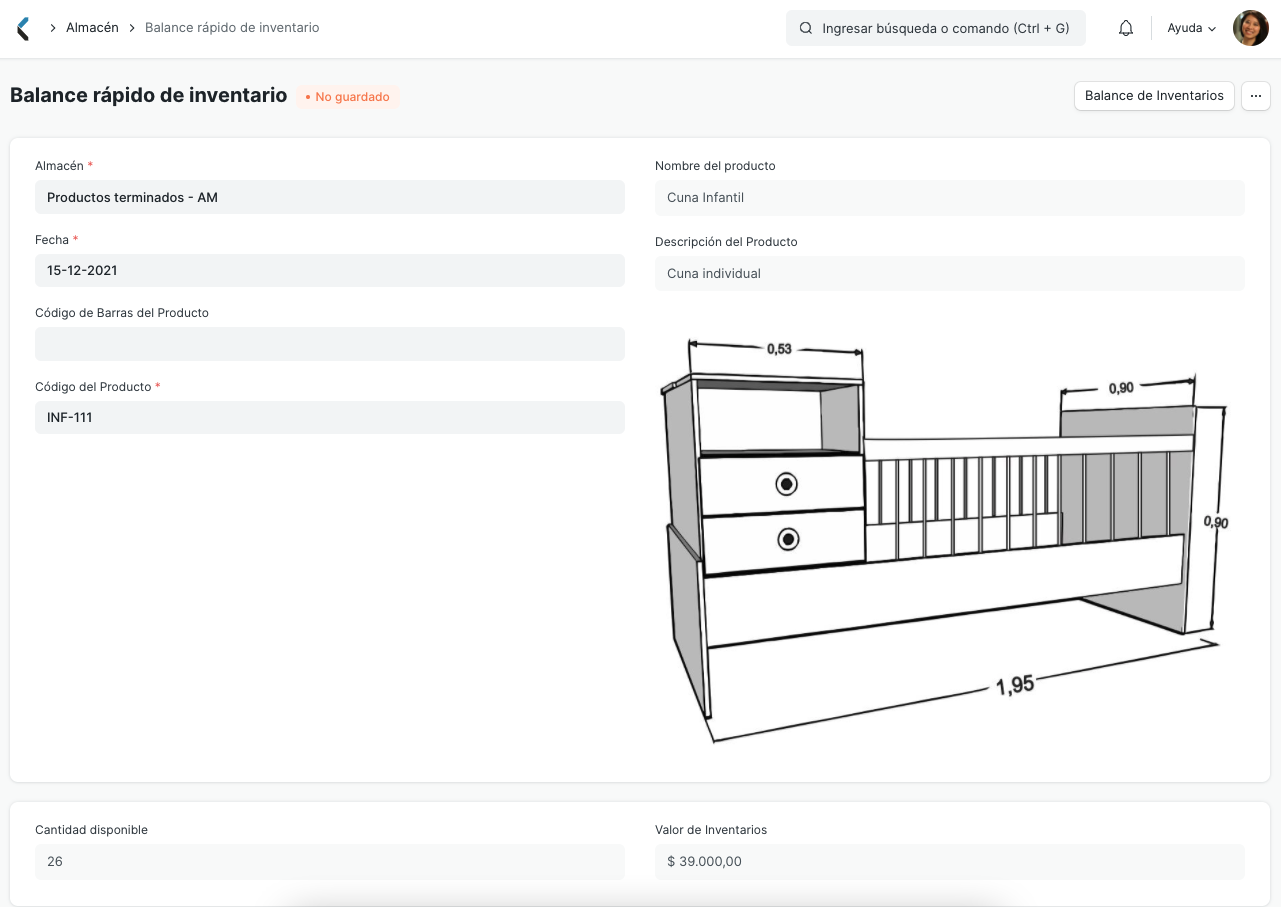 Almacén
Balance rápido de inventario
Ingresar búsqueda o comando (Ctrl + G)
Ayuda
Balance rápido de inventario
• No guardado
Balance de Inventarios
...
Almacén *
Productos terminados - AM
Fecha *
15-12-2021
Código de Barras del Producto
Código del Producto *
INF-111
Nombre del producto
Cuna Infantil
Descripción del Producto
Cuna individual
0,53
0,90
0,90
1,95
Cantidad disponible
26
Valor de Inventarios
$ 39.000,00